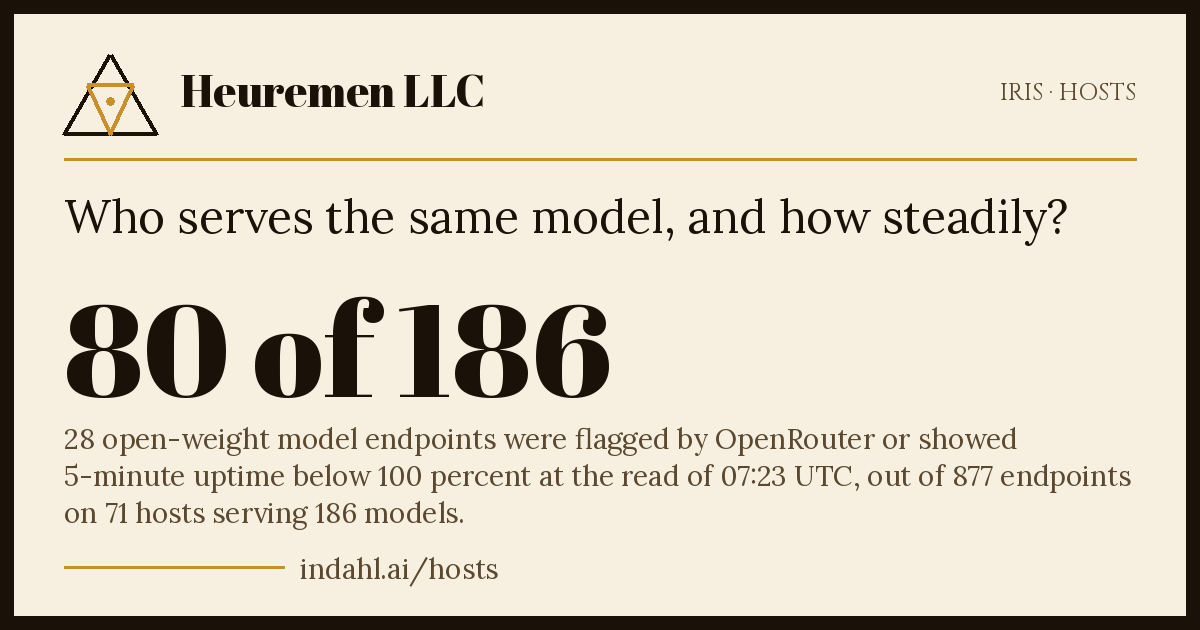 Heuremen LLC
IRIS · HOSTS
Who serves the same model, and how steadily?
80 of 186
28 open-weight model endpoints were flagged by OpenRouter or showed
5-minute uptime below 100 percent at the read of 07:23 UTC, out of 877 endpoints
on 71 hosts serving 186 models.
indahl.ai/hosts